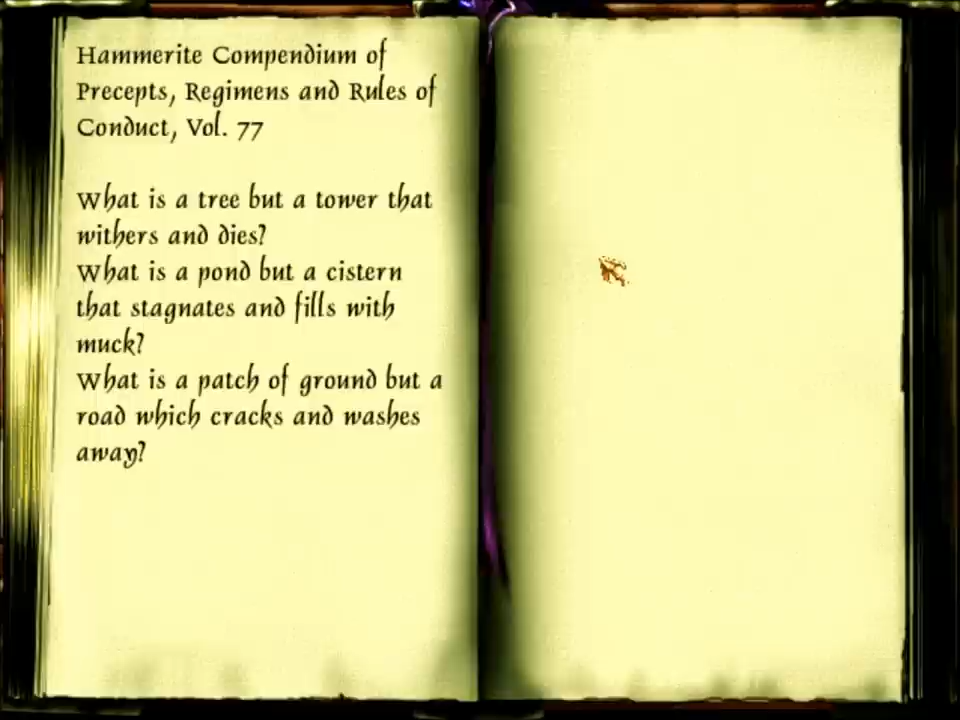 Hammerite Compendium of
Precepts, Regimens and Rules of
Conduct, Vol. 77
What is a tree but a tower that
withers and dies?
What is a pond but a cistern
that stagnates and fills with
muck?
What is a patch of ground but a
road which cracks and washes
away?